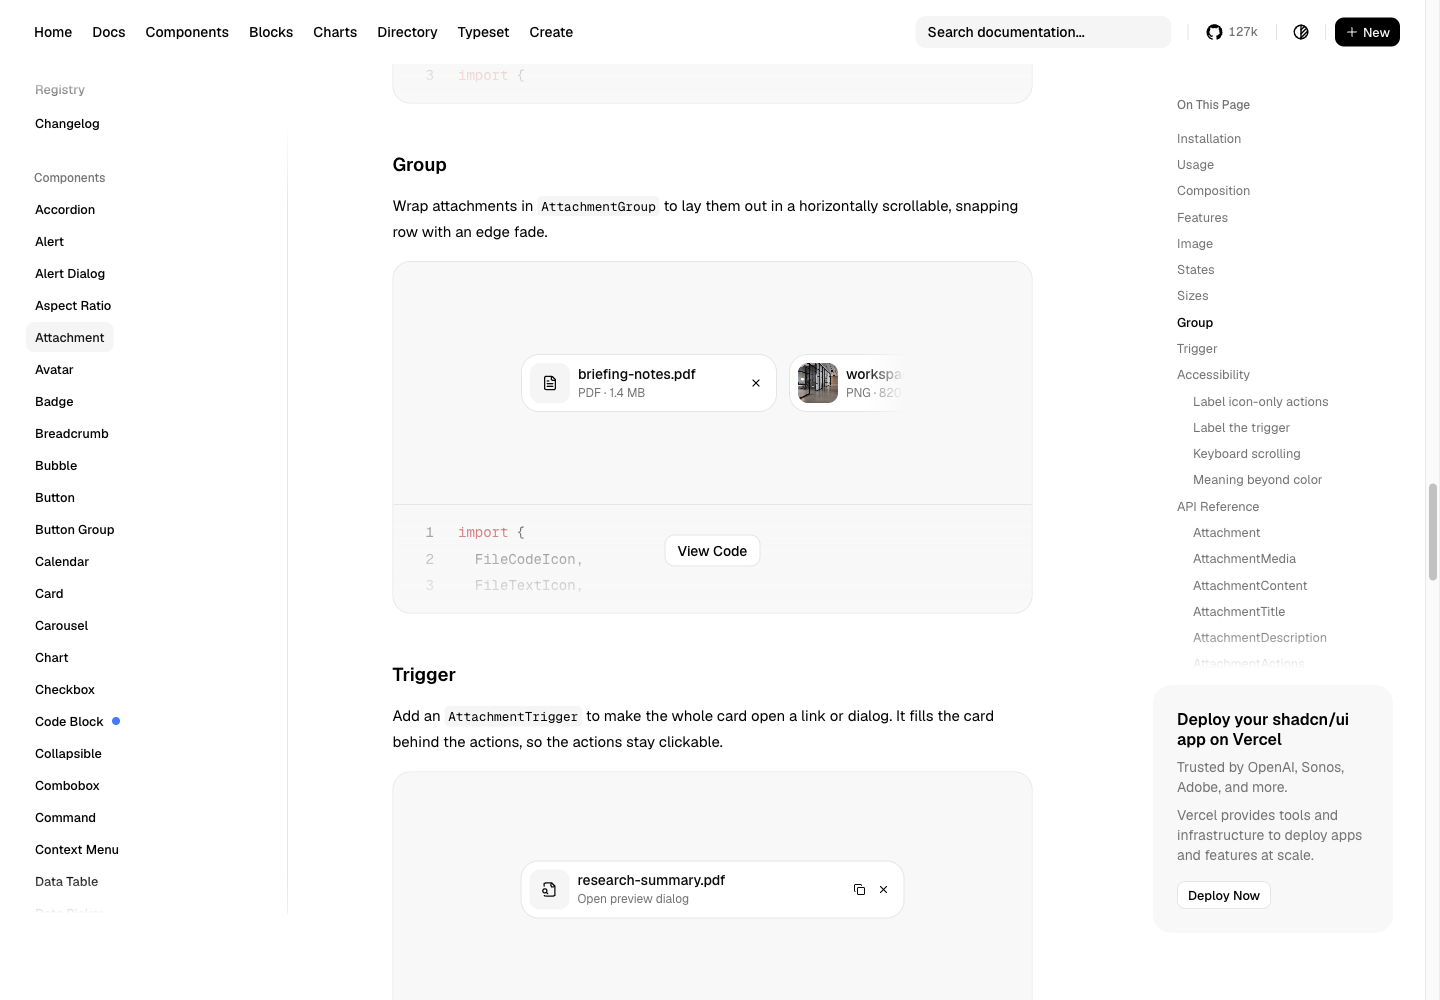 Home Docs Components Blocks Charts Directory Typeset Create
Search documentation...
127k
New
Registry
Changelog
Components
Accordion
Alert
Alert Dialog
Aspect Ratio
Attachment
Avatar
Badge
Breadcrumb
Bubble
Button
Button Group
Calendar
Card
Carousel
Chart
Checkbox
Code Block
Collapsible
Combobox
Command
Context Menu
Data Table
3 import {
Group
Wrap attachments in AttachmentGroup to lay them out in a horizontally scrollable, snapping
row with an edge fade.
briefing-notes.pdf
PDF · 1.4 MB
PNG · 820
1 import {
2 FileCodeIcon,
3 FileTextIcon,
View Code
Trigger
Add an AttachmentTrigger to make the whole card open a link or dialog. It fills the card
behind the actions, so the actions stay clickable.
research-summary.pdf
Open preview dialog
On This Page
Installation
Usage
Composition
Features
Image
States
Sizes
Group
Trigger
Accessibility
Label icon-only actions
Label the trigger
Keyboard scrolling
Meaning beyond color
API Reference
Attachment
AttachmentMedia
AttachmentContent
AttachmentTitle
AttachmentDescription
AttachmentActions
Deploy your shadcn/ui
app on Vercel
Trusted by OpenAI, Sonos,
Adobe, and more.
Vercel provides tools and
infrastructure to deploy apps
and features at scale.
Deploy Now